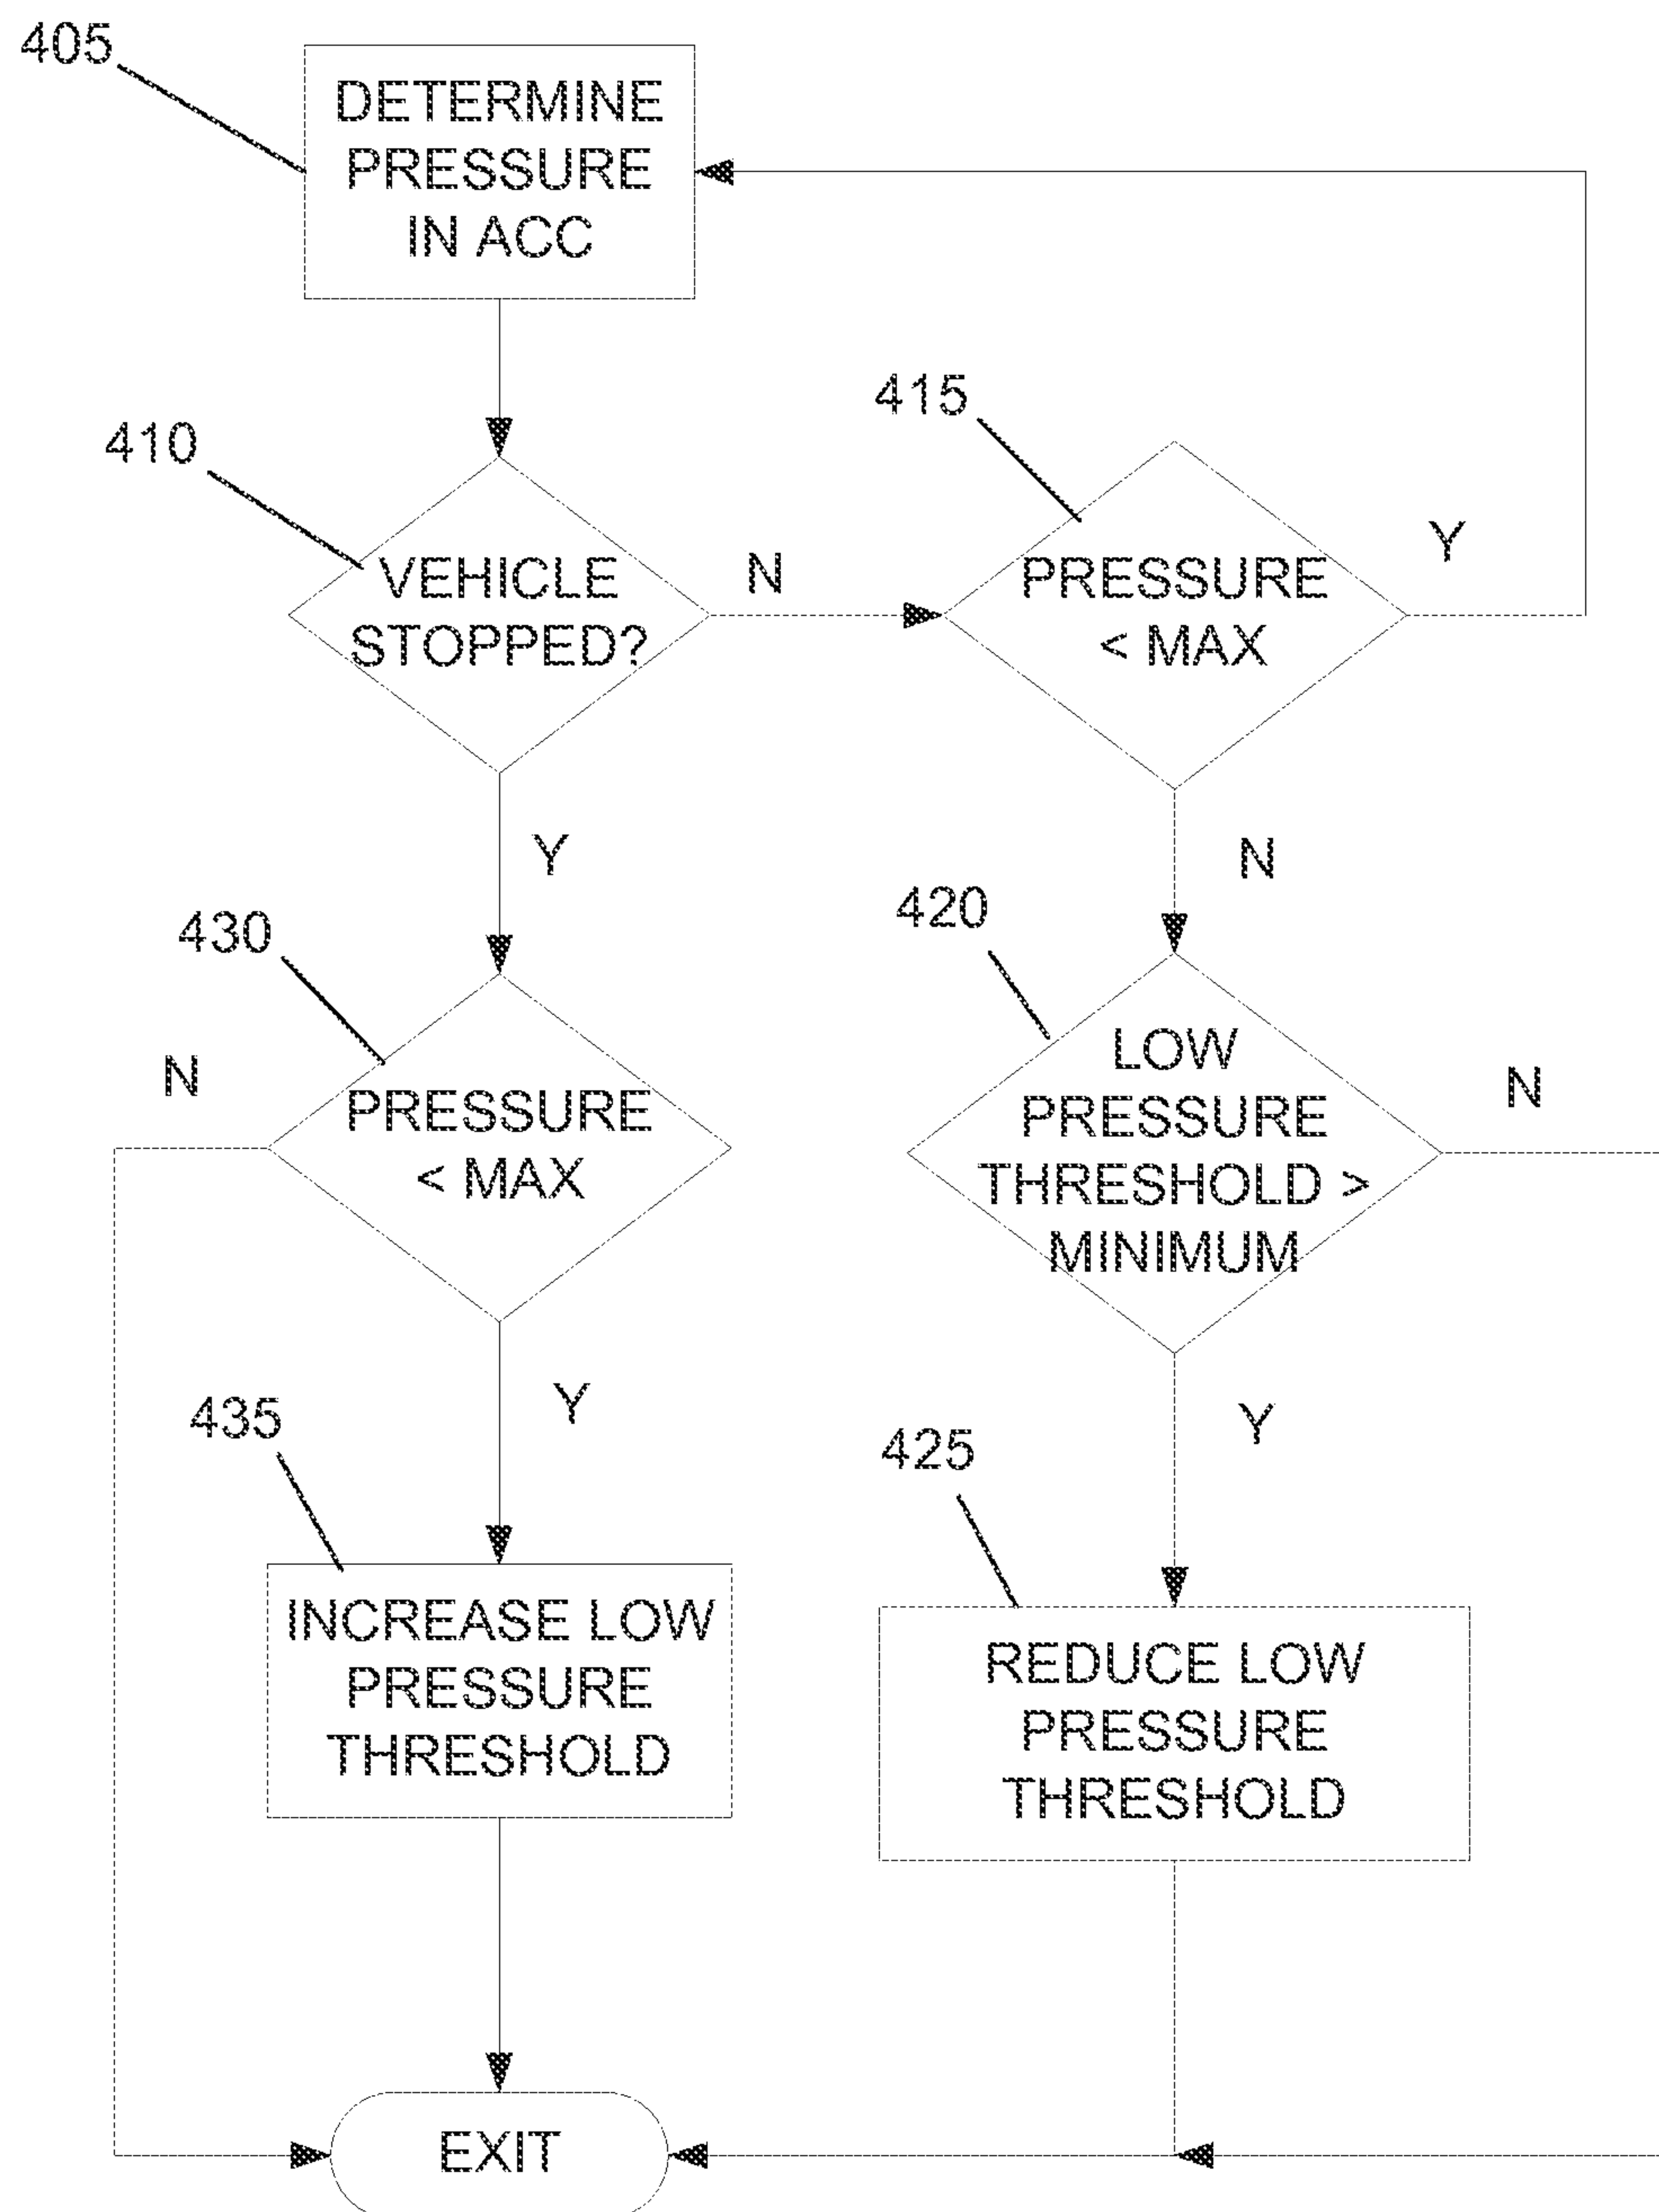 405
DETERMINE
PRESSURE
IN ACC
410
VEHICLE
STOPPED?
N
415
PRESSURE
< MAX
Y
Y
N
430
PRESSURE
< MAX
N
420
LOW
PRESSURE
THRESHOLD >
MINIMUM
N
Y
Y
435
INCREASE LOW
PRESSURE
THRESHOLD
425
REDUCE LOW
PRESSURE
THRESHOLD
EXIT